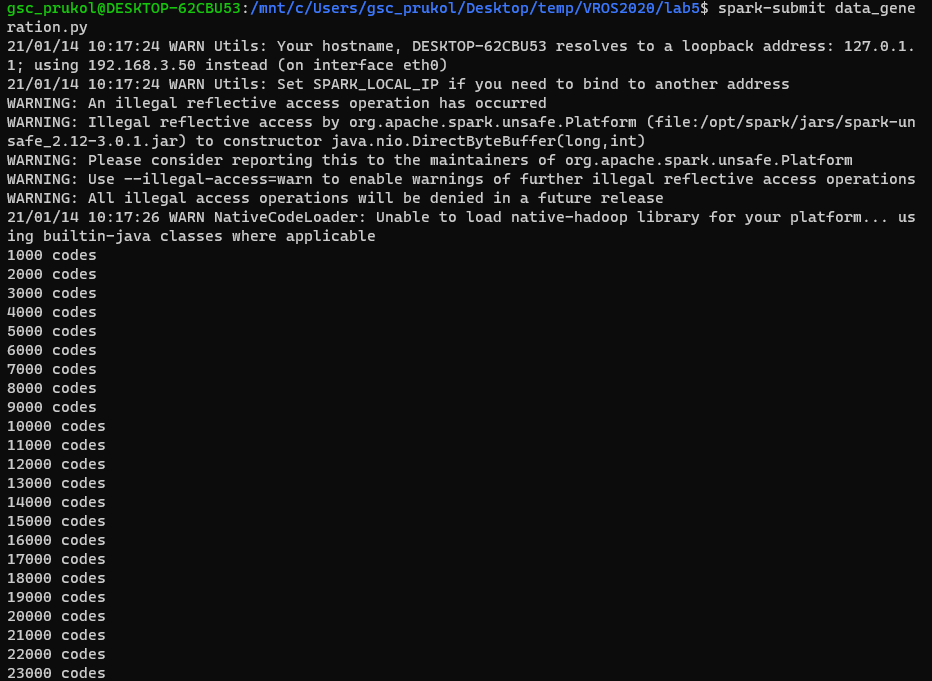 gsc_prukol@DESKTOP-62CBU53:/mnt/c/Users/gsc_prukol/Desktop/temp/VROS2020/lab5$ spark-submit data_gene
ration.py
21/01/14 10:17:24 WARN Utils: Your hostname, DESKTOP-62CBU53 resolves to a loopback address: 127.0.1.
1; using 192.168.3.50 instead (on interface eth0)
21/01/14 10:17:24 WARN Utils: Set SPARK_LOCAL_IP if you need to bind to another address
WARNING: An illegal reflective access operation has occurred
WARNING: Illegal reflective access by org.apache.spark.unsafe.Platform (file:/opt/spark/jars/spark-un
safe_2.12-3.0.1.jar) to constructor java.nio.DirectByteBuffer(long,int)
WARNING: Please consider reporting this to the maintainers of org.apache.spark.unsafe.Platform
WARNING: Use --illegal-access=warn to enable warnings of further illegal reflective access operations
WARNING: All illegal access operations will be denied in a future release
21/01/14 10:17:26 WARN NativeCodeLoader: Unable to load native-hadoop library for your platform... us
ing builtin-java classes where applicable
1000 codes
2000 codes
3000 codes
4000 codes
5000 codes
6000 codes
7000 codes
8000 codes
9000 codes
10000 codes
11000 codes
12000 codes
13000 codes
14000 codes
15000 codes
16000 codes
17000 codes
18000 codes
19000 codes
20000 codes
21000 codes
22000 codes
23000 codes